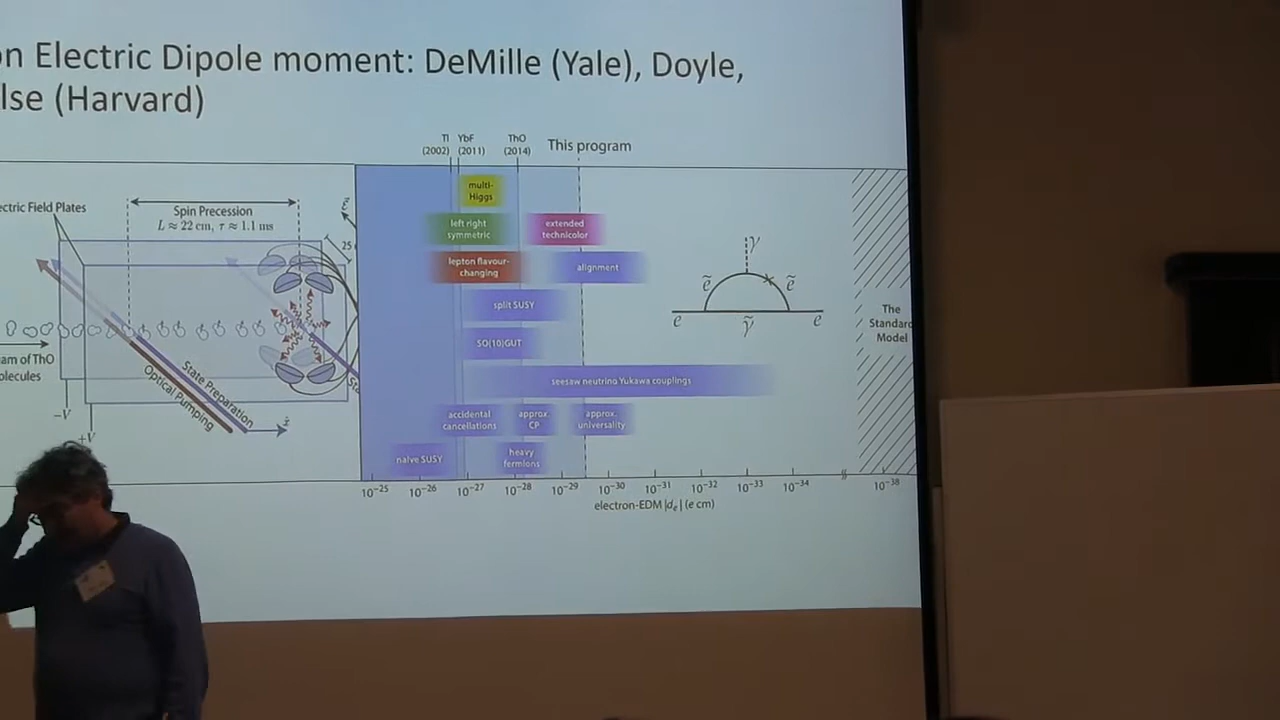 on Electric Dipole moment: DeMille (Yale), Doyle,
lse (Harvard)
ectric Field Plates
Spin Precession
L ≈ 22 cm, τ ≈ 1.1 ms
25
am of ThO
olecules
State Preparation
Optical Pumping
−V
+V
Tl
(2002)
YbF
(2011)
ThO
(2014)
This program
multi-
Higgs
left right
symmetric
extended
technicolor
lepton flavour-
changing
alignment
split SUSY
SO(10)GUT
seesaw neutrino Yukawa couplings
accidental
cancellations
approx.
CP
approx.
universality
naive SUSY
heavy
fermions
γ
ẽ
ẽ
e
γ̃
e
The
Standard
Model
10⁻²⁵ 10⁻²⁶ 10⁻²⁷ 10⁻²⁸ 10⁻²⁹ 10⁻³⁰ 10⁻³¹ 10⁻³² 10⁻³³ 10⁻³⁴ 10⁻³⁸
electron-EDM |dₑ| (e cm)